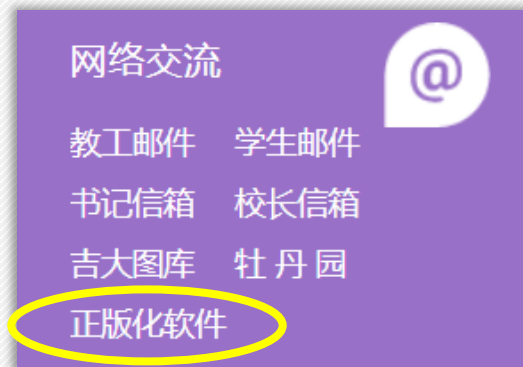 网络交流
@
教工邮件 学生邮件
书记信箱 校长信箱
吉大图库 牡丹园
正版化软件